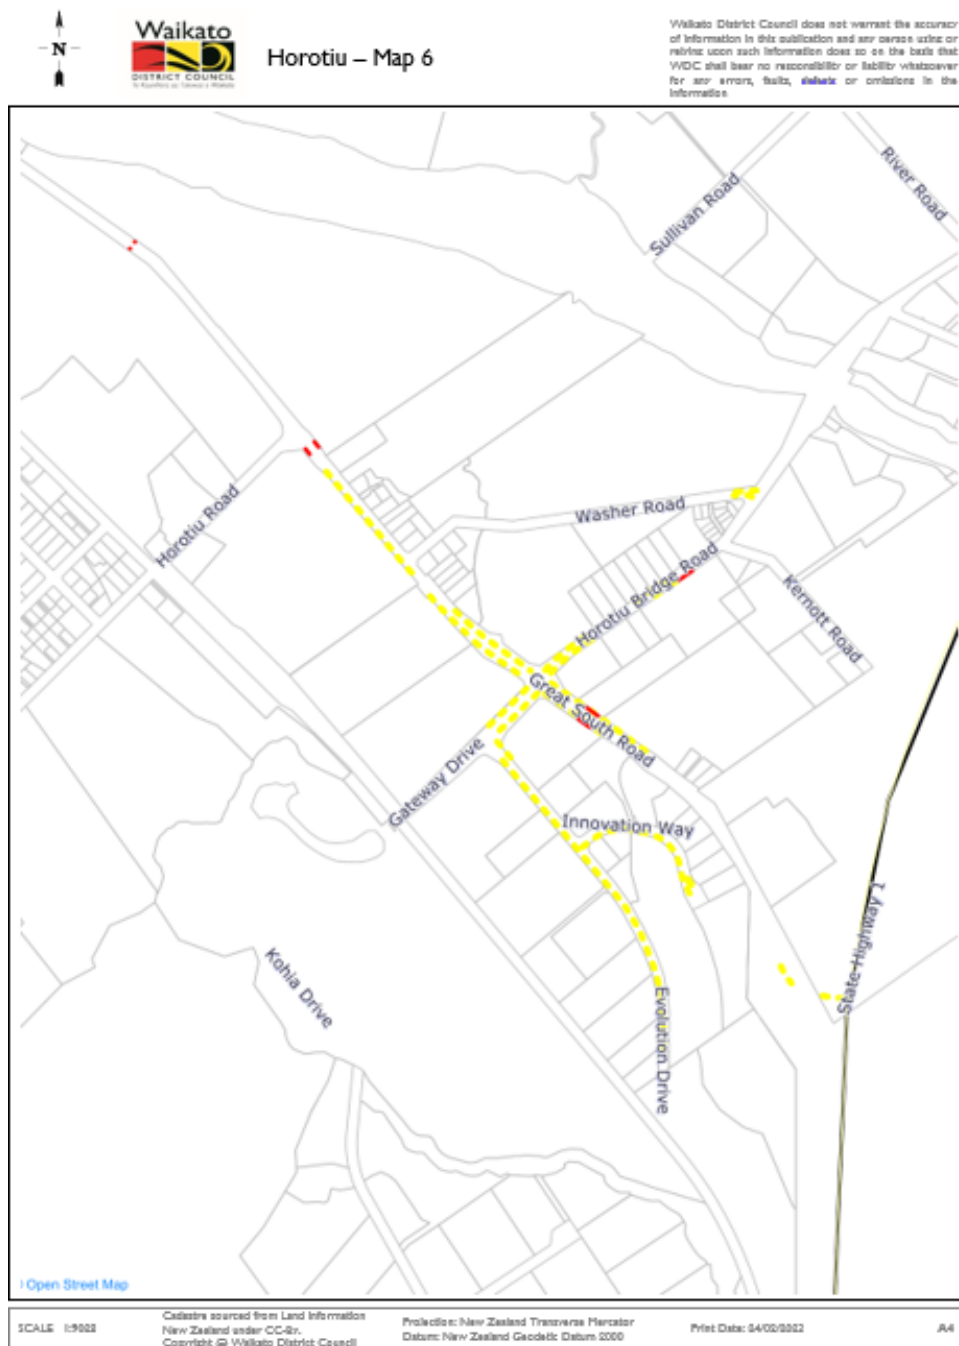 N
Waikato
DISTRICT COUNCIL
Horotiu – Map 6
Waikato District Council does not warrant the accuracy
of information in this publication and any person using or
relying upon such information does so on the basis that
WDC shall bear no responsibility or liability whatsoever
for any errors, faults, defects or omissions in the
information
River Road
Sullivan Road
Horotiu Road
Washer Road
Horotiu Bridge Road
Kernott Road
Great South Road
Gateway Drive
Innovation Way
State Highway 1
Kohia Drive
Evolution Drive
Open Street Map
SCALE
Cadastre sourced from Land Information
New Zealand under CC-By.
Copyright @ Waikato District Council
Projection: New Zealand Transverse Mercator
Datum: New Zealand Geodetic Datum 2000
Print Date:
A4